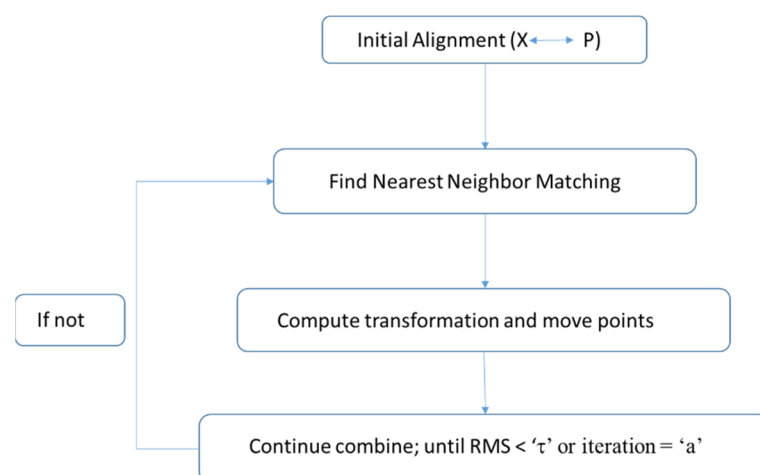 Initial Alignment (X P)
Find Nearest Neighbor Matching
If not
Compute transformation and move points
Continue combine; until RMS < ‘τ’ or iteration = ‘a’